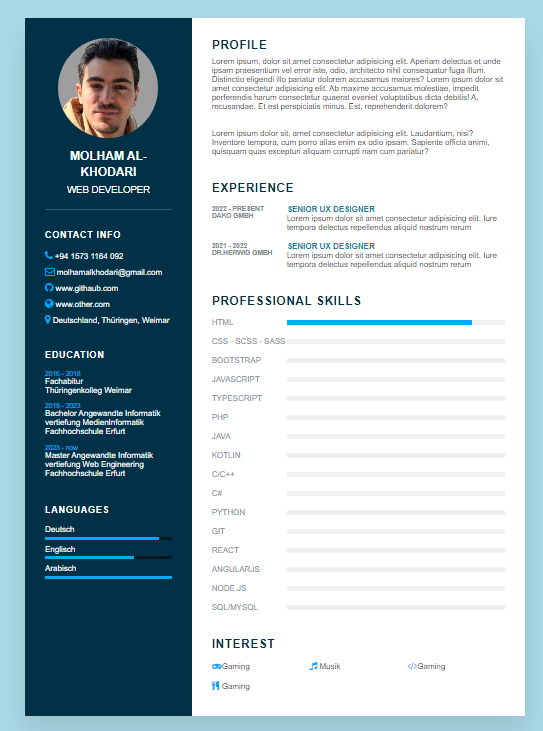 MOLHAM AL-
KHODARI
WEB DEVELOPER
CONTACT INFO
+94 1573 1164 092
molhamalkhodari@gmail.com
www.githaub.com
www.other.com
Deutschland, Thüringen, Weimar
EDUCATION
2016 - 2018
Fachabitur
Thüringenkolleg Weimar
2019 - 2023
Bachelor Angewandte Informatik
vertiefung MedienInformatik
Fachhochschule Erfurt
2023 - now
Master Angewandte Informatik
vertiefung Web Engineering
Fachhochschule Erfurt
LANGUAGES
Deutsch
Englisch
Arabisch
PROFILE
Lorem ipsum, dolor sit amet consectetur adipisicing elit. Aperiam delectus et unde
ipsam praesentium vel error iste, odio, architecto nihil consequatur fuga illum.
Distinctio eligendi illo pariatur dolorem accusamus maiores? Lorem ipsum dolor sit
amet consectetur adipisicing elit. Ab maxime accusamus molestiae, impedit
perferendis harum consectetur quaerat eveniet voluptatibus dicta debitis! A,
recusandae. Et est perspiciatis minus. Est, reprehenderit dolorem?
Lorem ipsum dolor sit, amet consectetur adipisicing elit. Laudantium, nisi?
Inventore tempora, cum porro alias enim ex odio ipsam. Sapiente officia animi,
quisquam quas excepturi aliquam corrupti nam cum pariatur?
EXPERIENCE
2022 - PRESENT
DAKO GMBH
SENIOR UX DESIGNER
Lorem ipsum dolor sit amet consectetur adipisicing elit. Iure
tempora delectus repellendus aliquid nostrum rerum
2021 - 2022
DR.HERWIG GMBH
SENIOR UX DESIGNER
Lorem ipsum dolor sit amet consectetur adipisicing elit. Iure
tempora delectus repellendus aliquid nostrum rerum
PROFESSIONAL SKILLS
HTML
CSS - SCSS - SASS
BOOTSTRAP
JAVASCRIPT
TYPESCRIPT
PHP
JAVA
KOTLIN
C/C++
C#
PYTHON
GIT
REACT
ANGULARJS
NODE.JS
SQL/MYSQL
INTEREST
Gaming
Musik
Gaming
Gaming